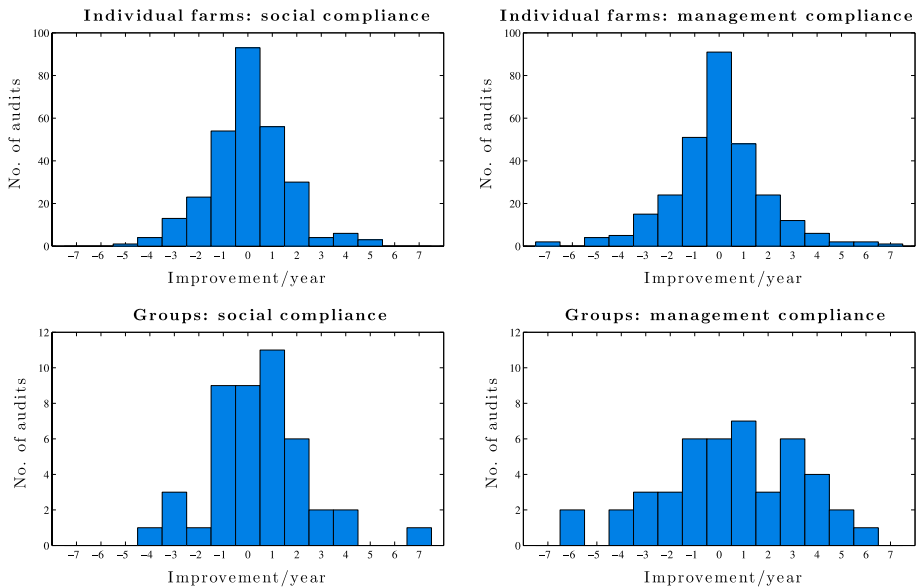 Individual farms: social compliance
100
80
60
40
20
0
No. of audits
−7 −6 −5 −4 −3 −2 −1 0 1 2 3 4 5 6 7
Improvement/year
Individual farms: management compliance
100
80
60
40
20
0
No. of audits
−7 −6 −5 −4 −3 −2 −1 0 1 2 3 4 5 6 7
Improvement/year
Groups: social compliance
12
10
8
6
4
2
0
No. of audits
−7 −6 −5 −4 −3 −2 −1 0 1 2 3 4 5 6 7
Improvement/year
Groups: management compliance
12
10
8
6
4
2
0
No. of audits
−7 −6 −5 −4 −3 −2 −1 0 1 2 3 4 5 6 7
Improvement/year